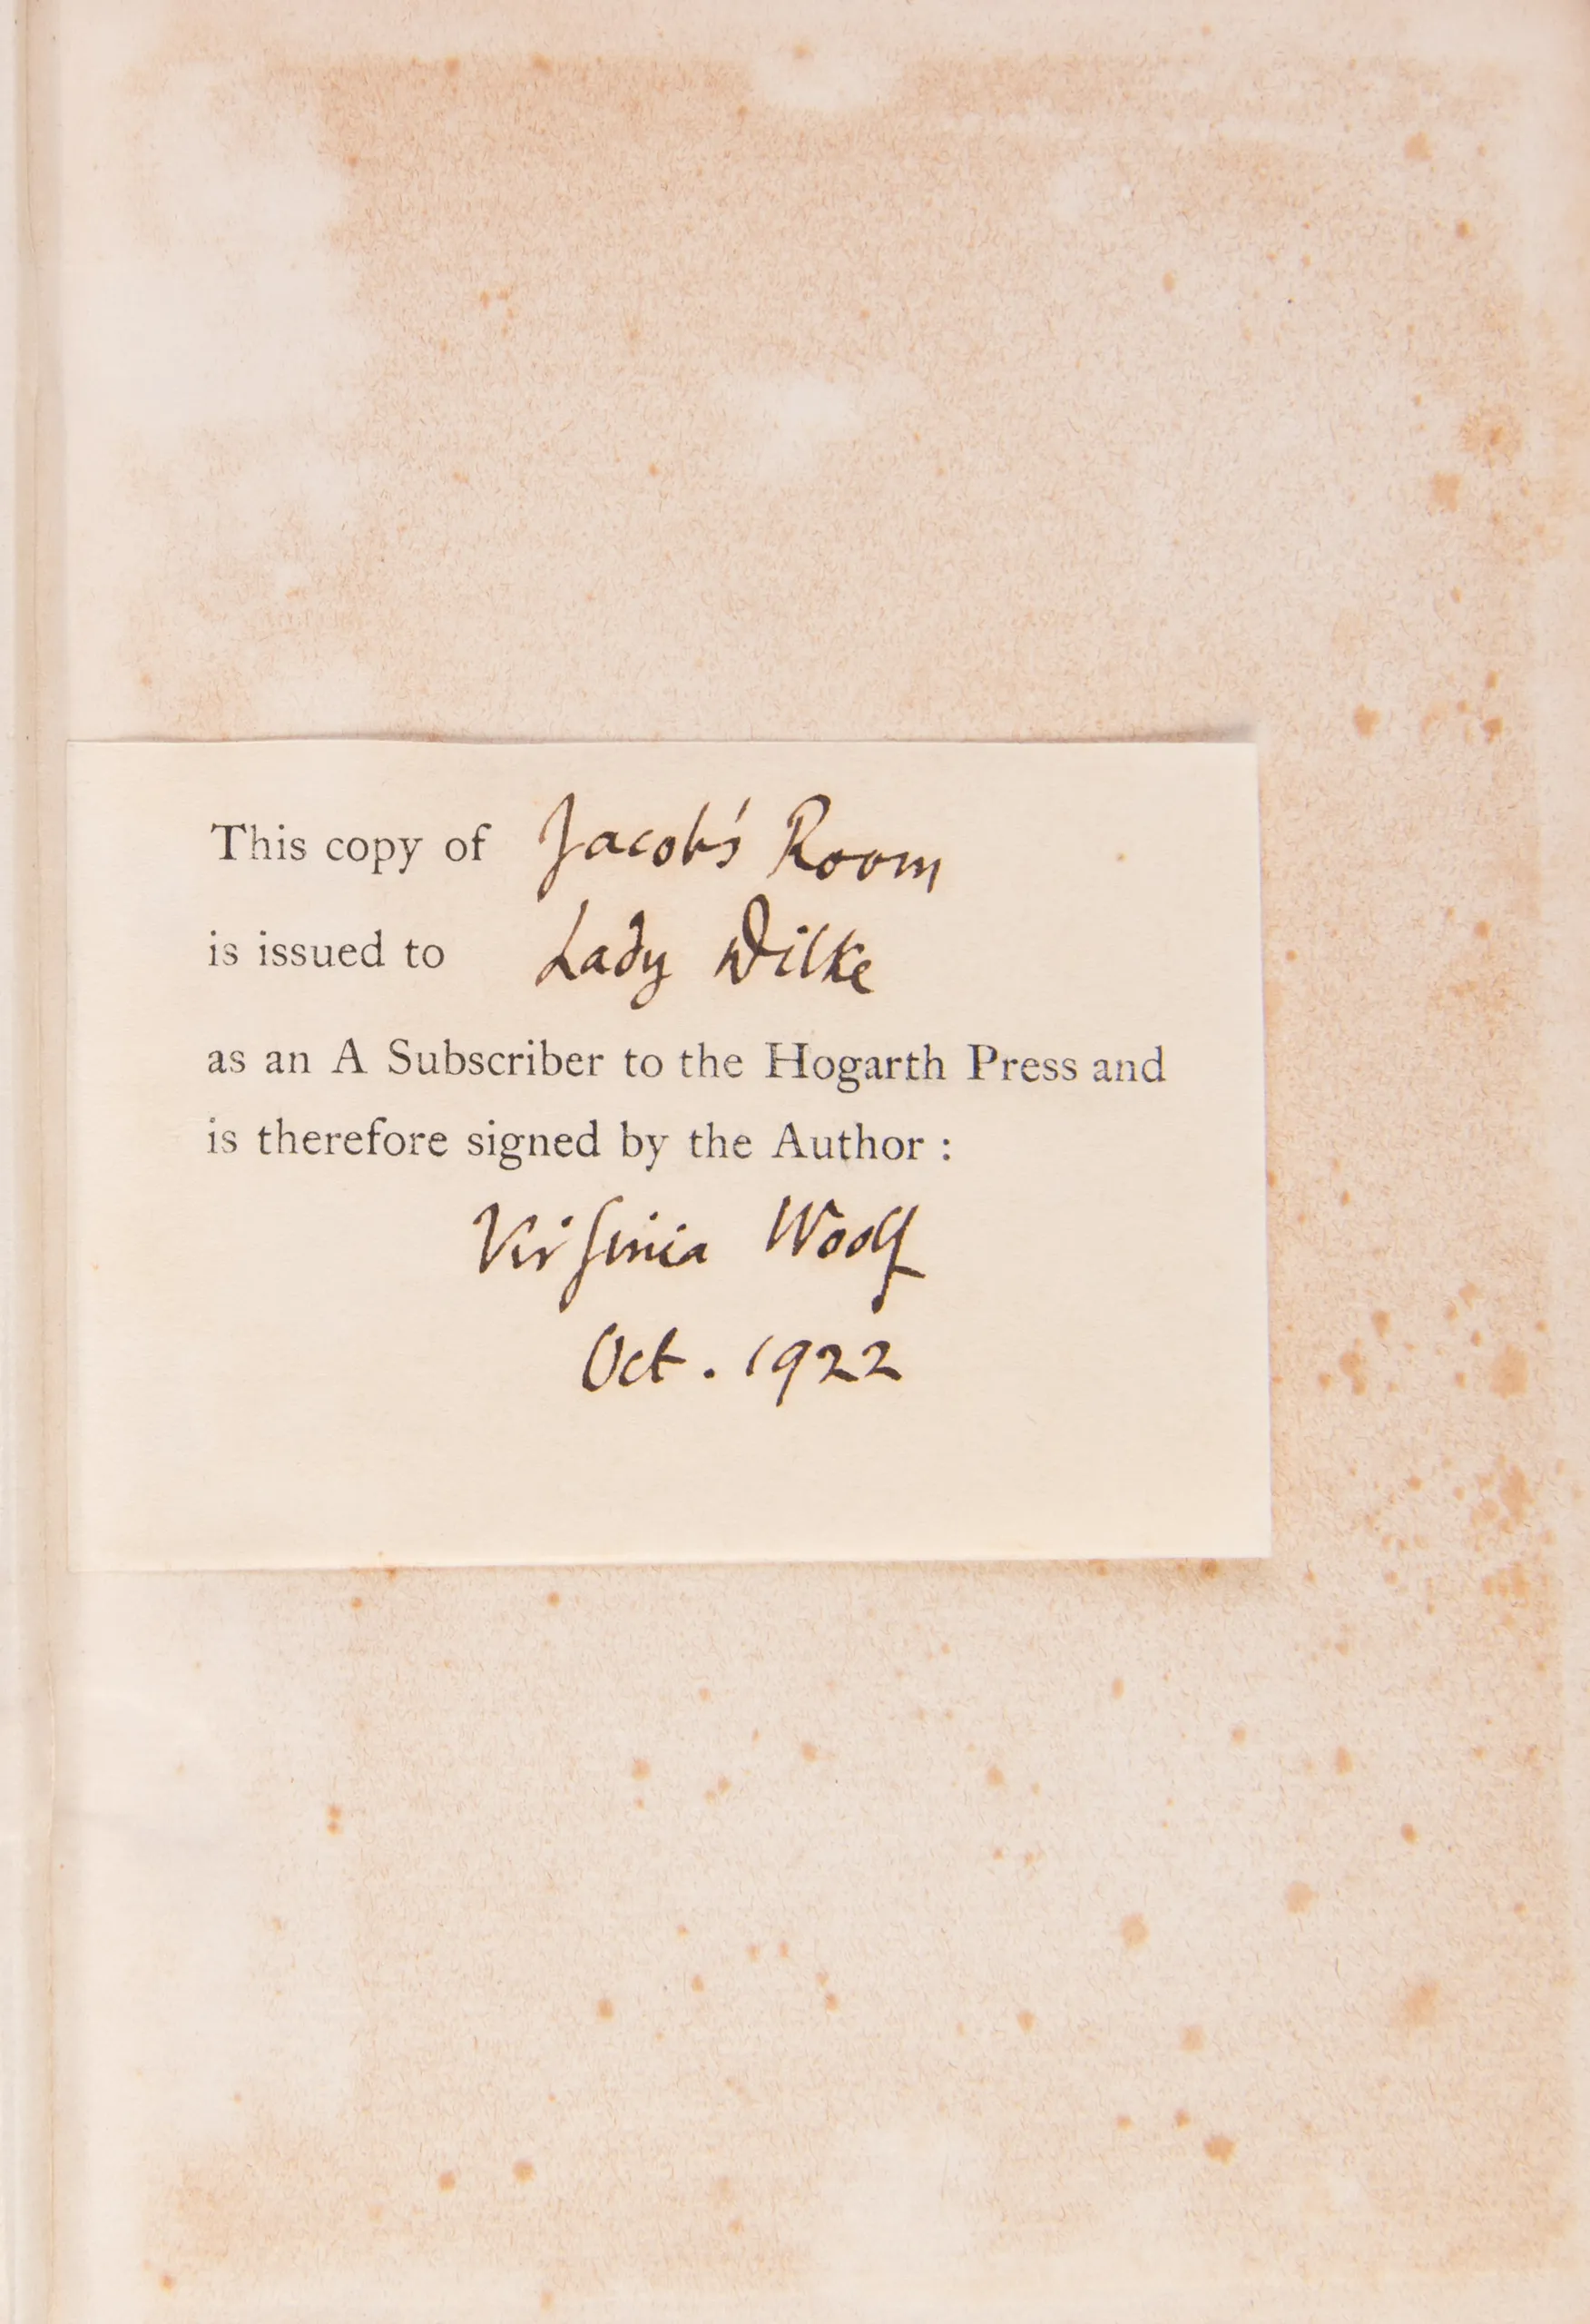 This copy of Jacob's Room
is issued to Lady Dilke
as an A Subscriber to the Hogarth Press and
is therefore signed by the Author :
Virginia Woolf
Oct. 1922